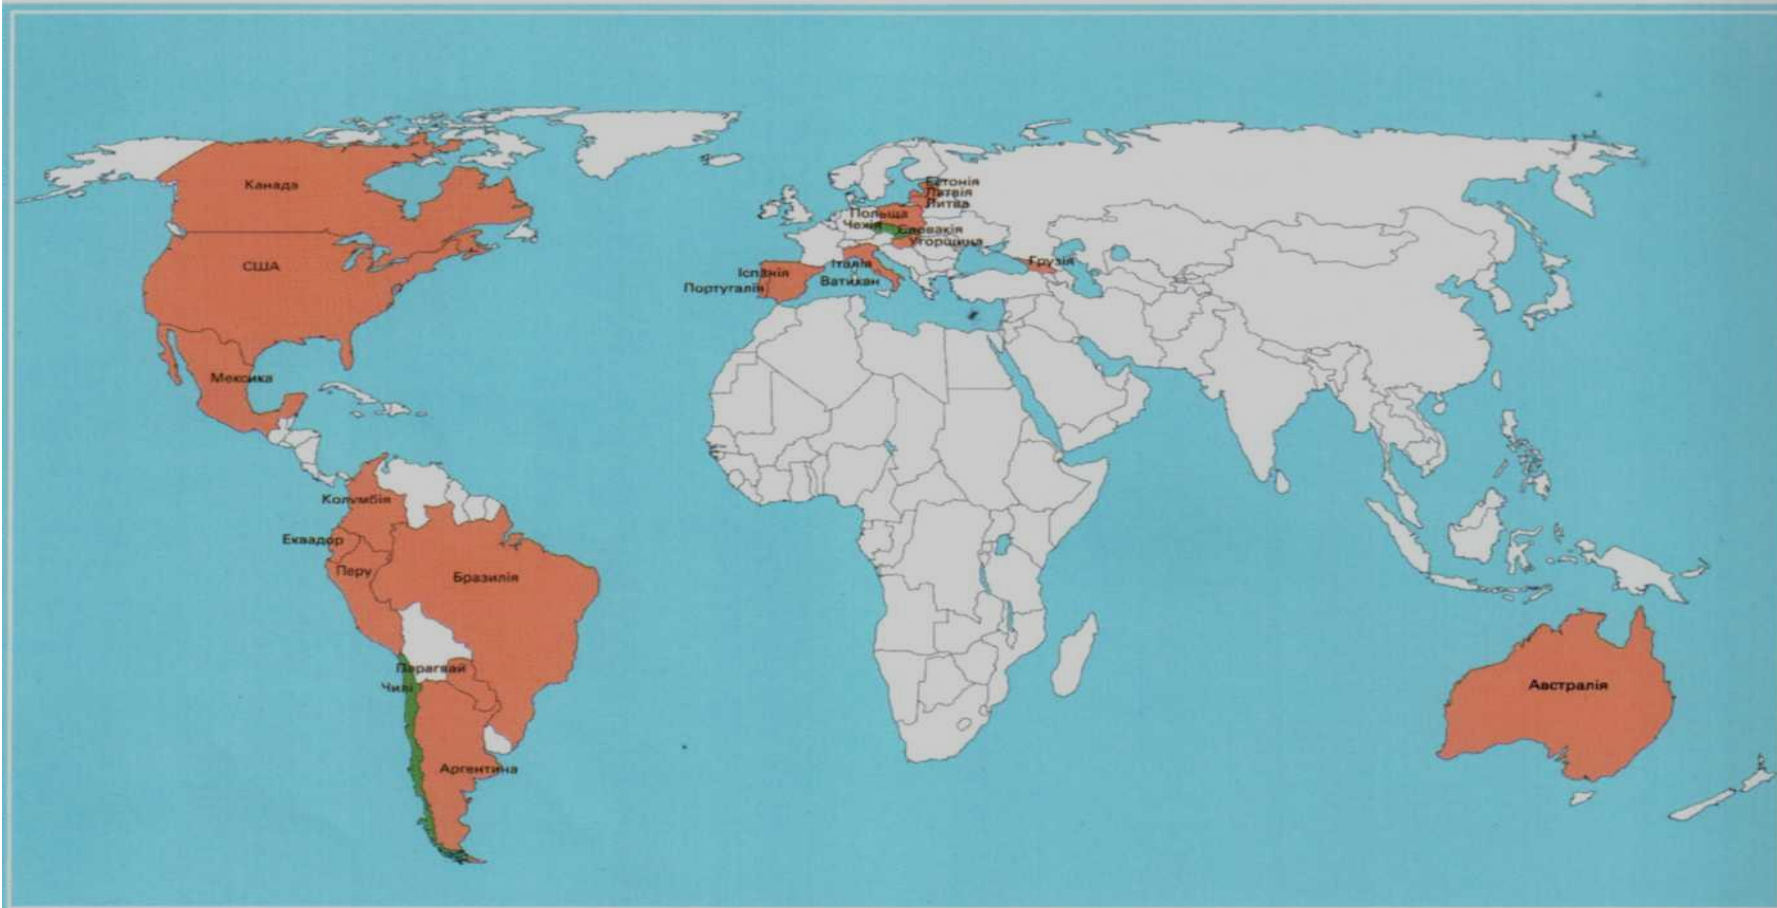 Канада
США
Мексика
Колумбія
Еквадор
Перу
Бразилія
Парагвай
Чилі
Аргентина
Естонія
Латвія
Литва
Польща
Чехія
Словакія
Угорщина
Іспанія
Португалія
Італія
Ватикан
Грузія
Австралія